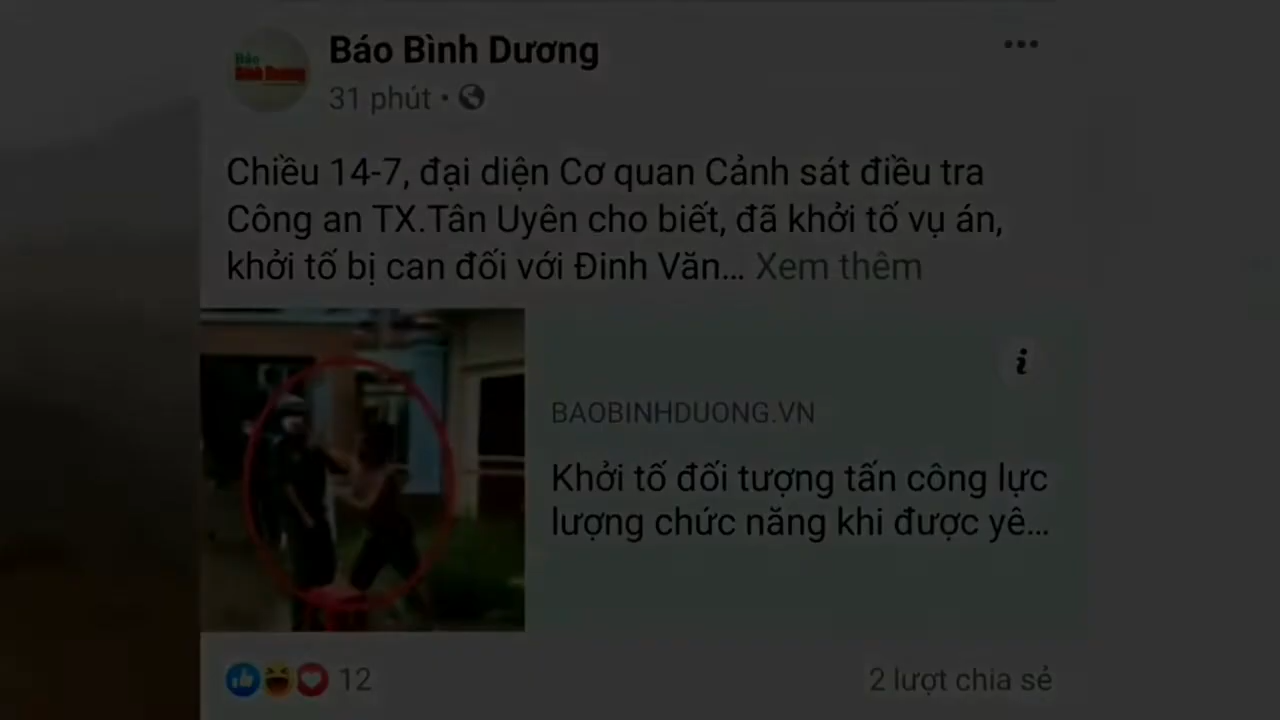 Báo Bình Dương
Báo
Bình Dương
31 phút
Chiều 14-7, đại diện Cơ quan Cảnh sát điều tra
Công an TX.Tân Uyên cho biết, đã khởi tố vụ án,
khởi tố bị can đối với Đinh Văn... Xem thêm
BAOBINHDUONG.VN
Khởi tố đối tượng tấn công lực
lượng chức năng khi được yê...
12
2 lượt chia sẻ